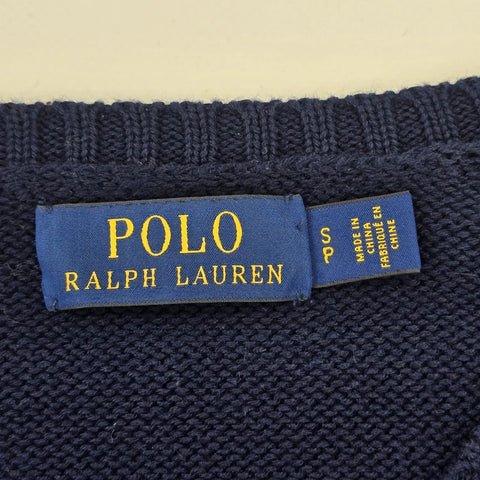 POLO
RALPH LAUREN
S
P
MADE IN
CHINA
FABRIQUÉ EN
CHINE